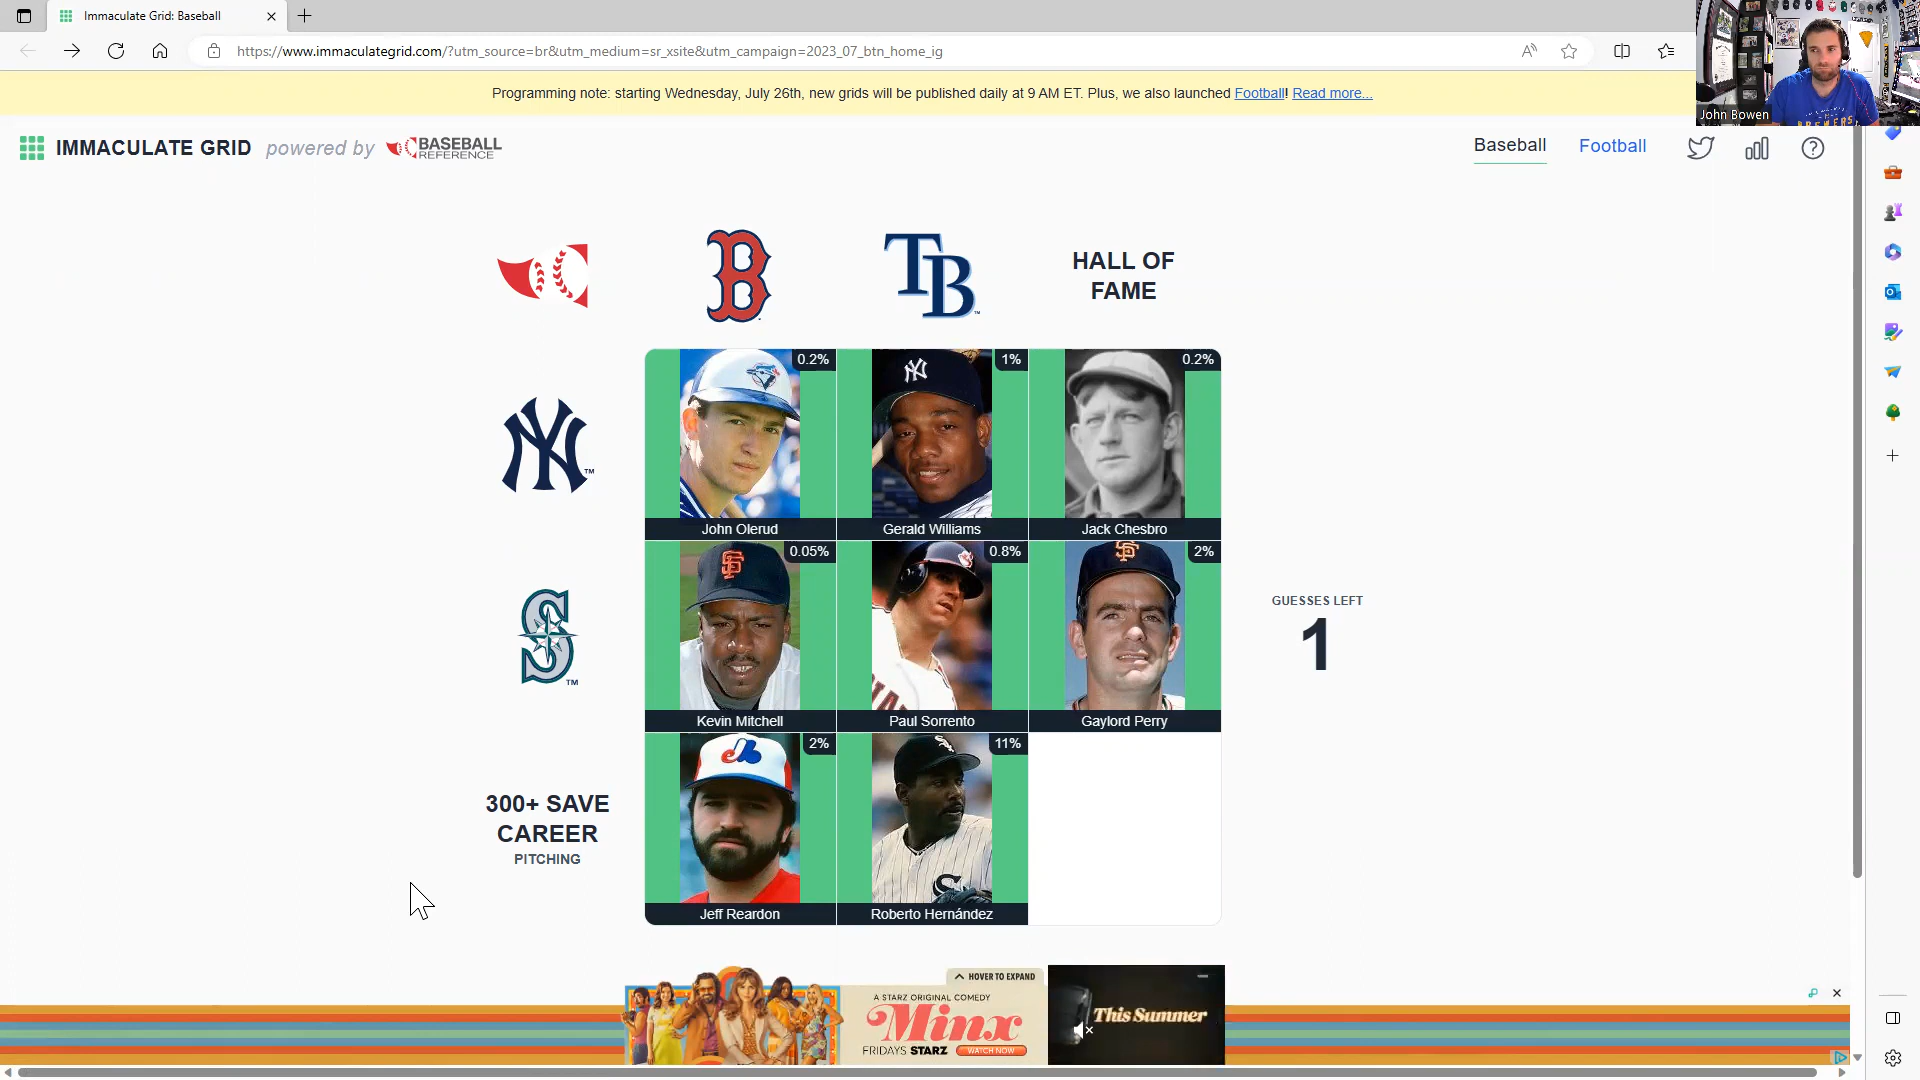 Immaculate Grid: Baseball
https://www.immaculategrid.com/?utm_source=br&utm_medium=sr_xsite&utm_campaign=2023_07_btn_home_ig
John Bowen
Programming note: starting Wednesday, July 26th, new grids will be published daily at 9 AM ET. Plus, we also launched Football! Read more...
IMMACULATE GRID powered by BASEBALL REFERENCE
Baseball
Football
B
TB
HALL OF
FAME
NY
0.2%
1%
0.2%
John Olerud
Gerald Williams
Jack Chesbro
S
0.05%
0.8%
2%
Kevin Mitchell
Paul Sorrento
Gaylord Perry
GUESSES LEFT
1
300+ SAVE
CAREER
PITCHING
2%
11%
Jeff Reardon
Roberto Hernández
HOVER TO EXPAND
A STARZ ORIGINAL COMEDY
Minx
FRIDAYS STARZ
WATCH NOW
This Summer